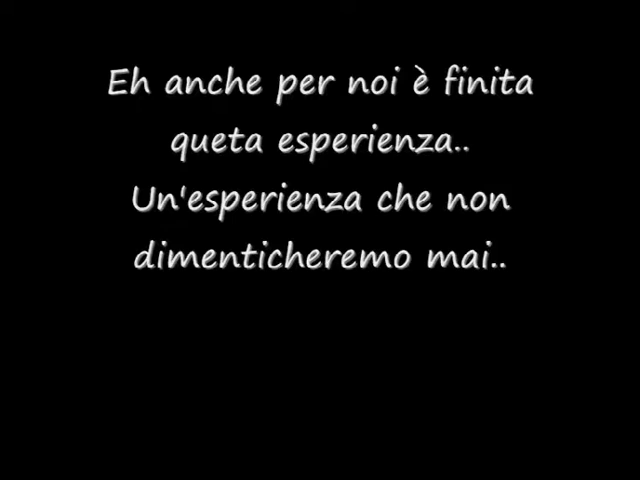 Eh anche per noi è finita
queta esperienza..
Un'esperienza che non
dimenticheremo mai..